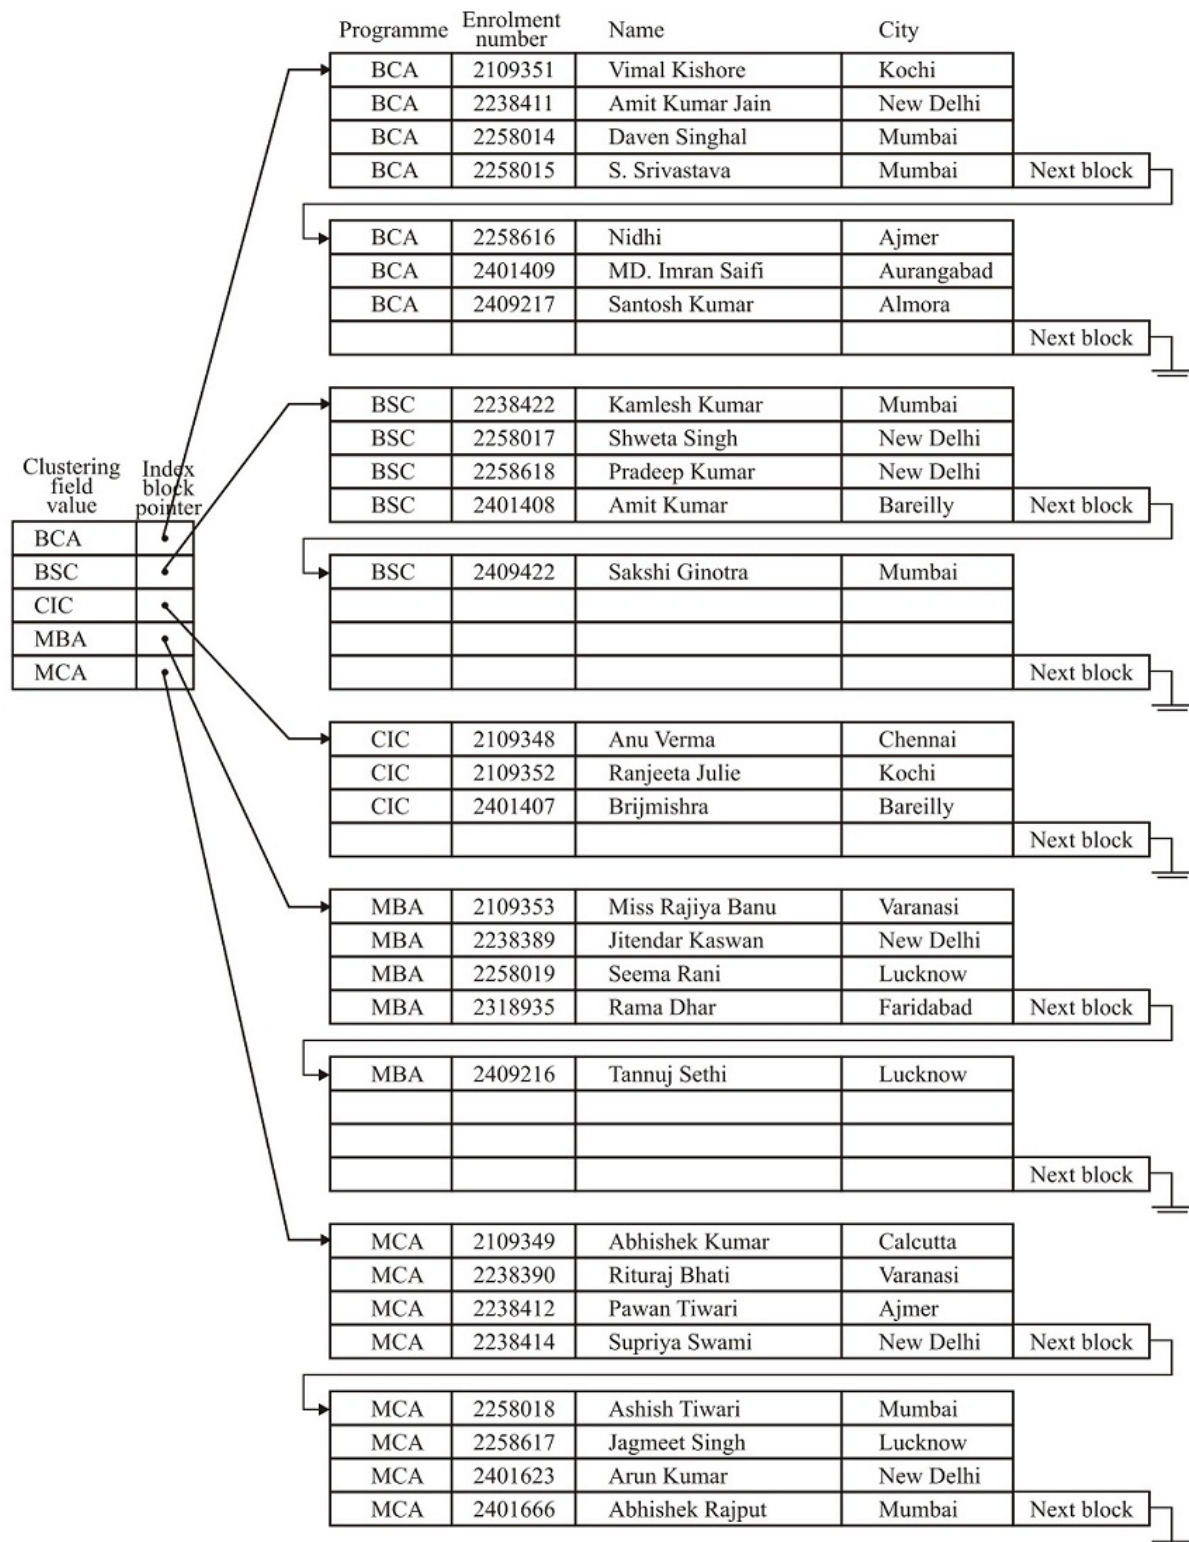 Programme Enrolment number Name City
BCA 2109351 Vimal Kishore Kochi
BCA 2238411 Amit Kumar Jain New Delhi
BCA 2258014 Daven Singhal Mumbai
BCA 2258015 S. Srivastava Mumbai Next block
BCA 2258616 Nidhi Ajmer
BCA 2401409 MD. Imran Saifi Aurangabad
BCA 2409217 Santosh Kumar Almora
Next block
BSC 2238422 Kamlesh Kumar Mumbai
BSC 2258017 Shweta Singh New Delhi
BSC 2258618 Pradeep Kumar New Delhi
BSC 2401408 Amit Kumar Bareilly Next block
BSC 2409422 Sakshi Ginotra Mumbai
Next block
CIC 2109348 Anu Verma Chennai
CIC 2109352 Ranjeeta Julie Kochi
CIC 2401407 Brijmishra Bareilly
Next block
MBA 2109353 Miss Rajiya Banu Varanasi
MBA 2238389 Jitendar Kaswan New Delhi
MBA 2258019 Seema Rani Lucknow
MBA 2318935 Rama Dhar Faridabad Next block
MBA 2409216 Tannuj Sethi Lucknow
Next block
MCA 2109349 Abhishek Kumar Calcutta
MCA 2238390 Rituraj Bhati Varanasi
MCA 2238412 Pawan Tiwari Ajmer
MCA 2238414 Supriya Swami New Delhi Next block
MCA 2258018 Ashish Tiwari Mumbai
MCA 2258617 Jagmeet Singh Lucknow
MCA 2401623 Arun Kumar New Delhi
MCA 2401666 Abhishek Rajput Mumbai Next block
Clustering field value Index block pointer
BCA
BSC
CIC
MBA
MCA